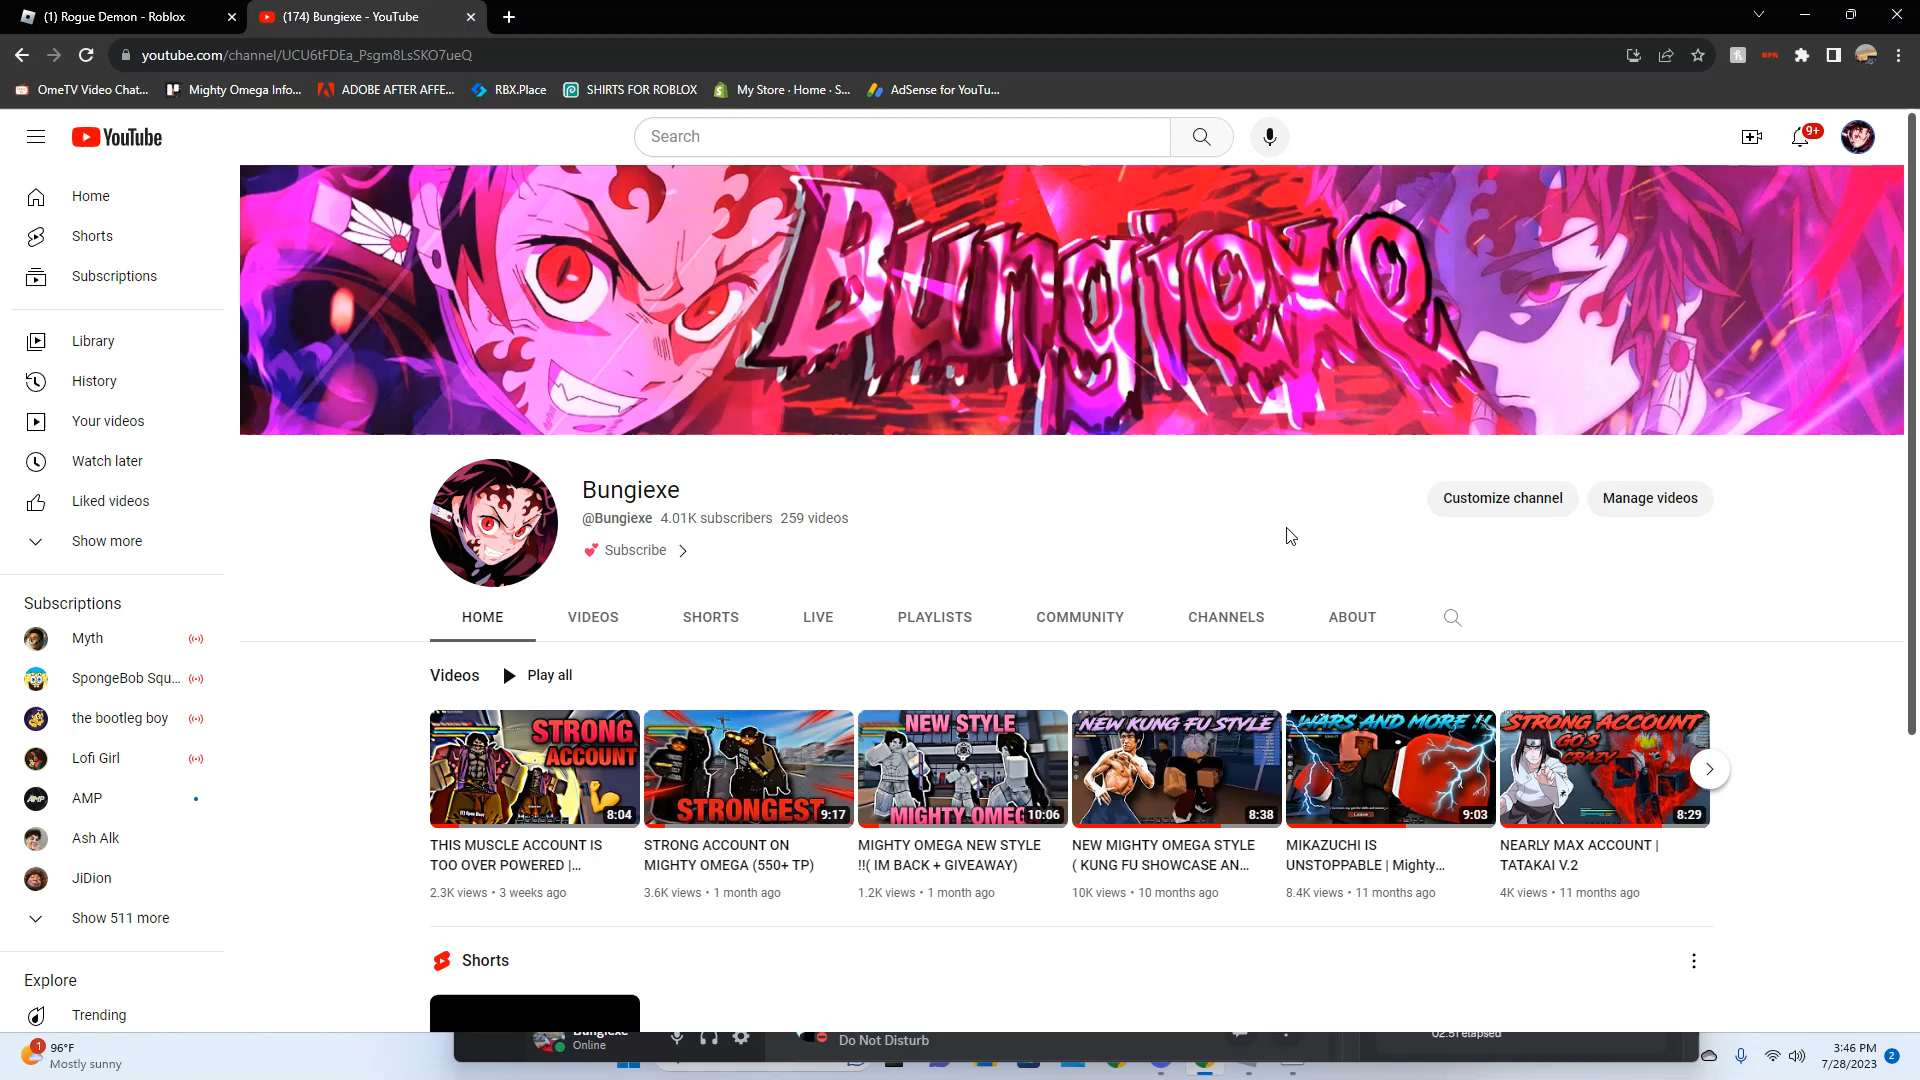 (1) Rogue Demon - Roblox
(174) Bungiexe - YouTube
youtube.com/channel/UCU6tFDEa_Psgm8LsSKO7ueQ
OmeTV Video Chat...
Mighty Omega Info...
ADOBE AFTER AFFE...
RBX.Place
SHIRTS FOR ROBLOX
My Store · Home · S...
AdSense for YouTu...
YouTube
Search
9+
Home
Shorts
Subscriptions
Library
History
Your videos
Watch later
Liked videos
Show more
Subscriptions
Myth
SpongeBob Squ...
the bootleg boy
Lofi Girl
AMP
Ash Alk
JiDion
Show 511 more
Explore
Trending
Bungiexe
Bungiexe
@Bungiexe 4.01K subscribers 259 videos
💕 Subscribe
Customize channel
Manage videos
HOME
VIDEOS
SHORTS
LIVE
PLAYLISTS
COMMUNITY
CHANNELS
ABOUT
Videos
Play all
STRONG
ACCOUNT
8:04
STRONGEST
9:17
NEW STYLE
MIGHTY OMEG
10:06
NEW KUNG FU STYLE
8:38
WARS AND MORE !!
9:03
STRONG ACCOUNT
GO'S
CRAZY
8:29
THIS MUSCLE ACCOUNT IS
TOO OVER POWERED |...
2.3K views • 3 weeks ago
STRONG ACCOUNT ON
MIGHTY OMEGA (550+ TP)
3.6K views • 1 month ago
MIGHTY OMEGA NEW STYLE
!!( IM BACK + GIVEAWAY)
1.2K views • 1 month ago
NEW MIGHTY OMEGA STYLE
( KUNG FU SHOWCASE AN...
10K views • 10 months ago
MIKAZUCHI IS
UNSTOPPABLE | Mighty...
8.4K views • 11 months ago
NEARLY MAX ACCOUNT |
TATAKAI V.2
4K views • 11 months ago
Shorts
Bungiexe
Online
Do Not Disturb
02:51 elapsed
1
96°F
Mostly sunny
3:46 PM
7/28/2023
2